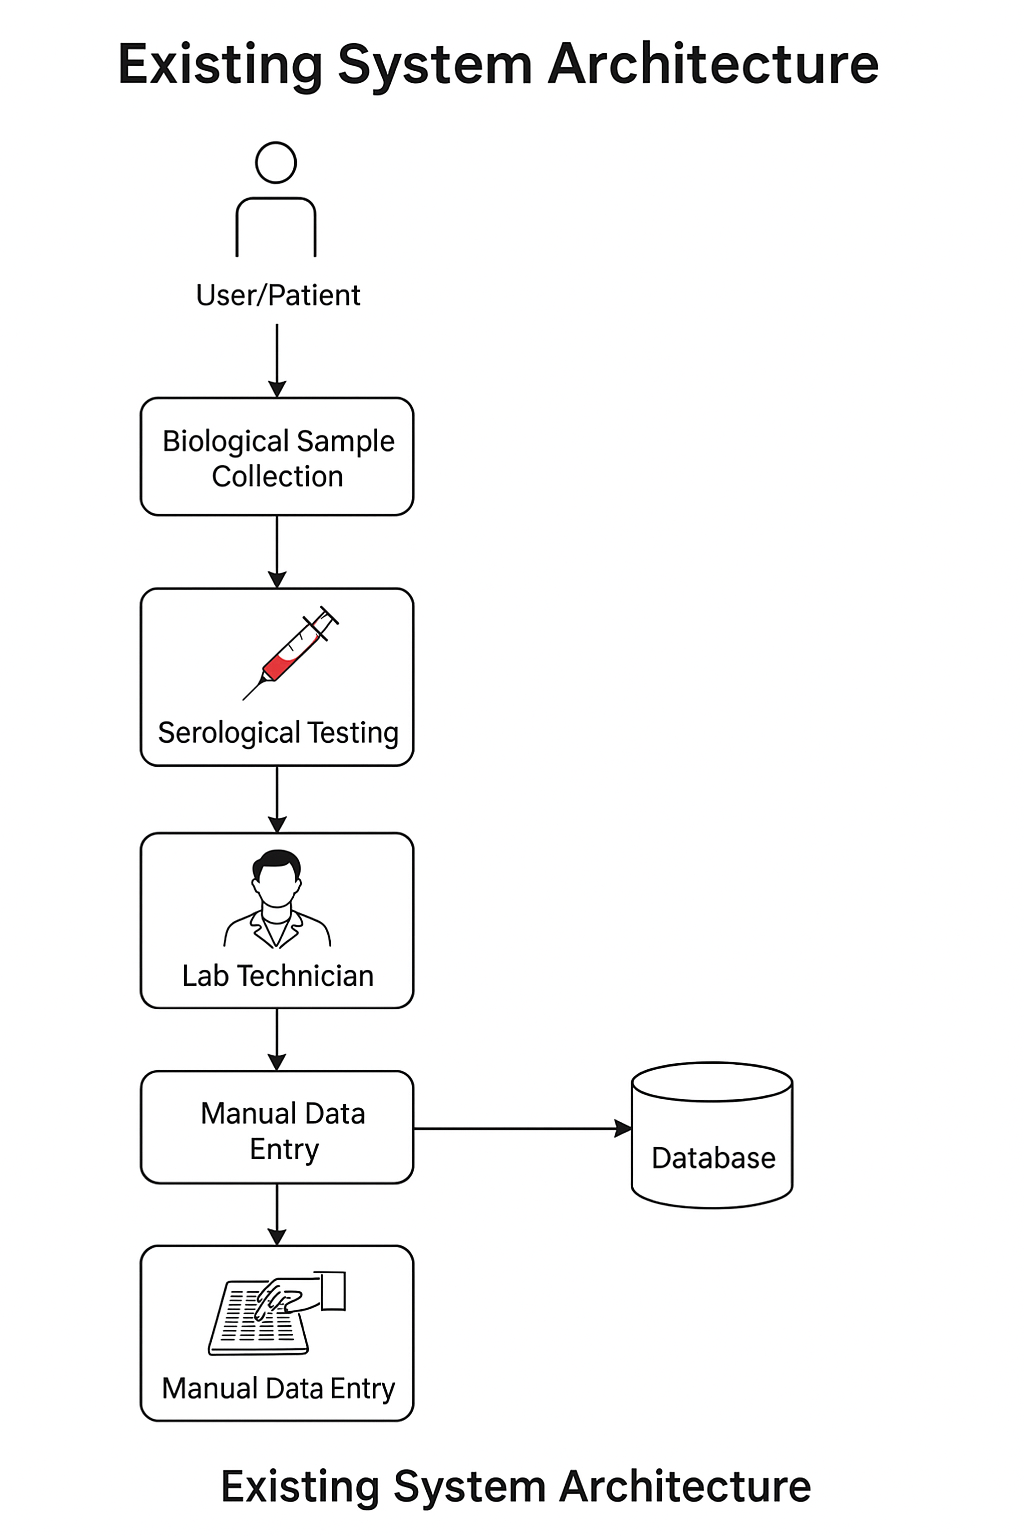 Existing System Architecture
User/Patient
Biological Sample
Collection
Serological Testing
Lab Technician
Manual Data
Entry
Database
Manual Data Entry
Existing System Architecture